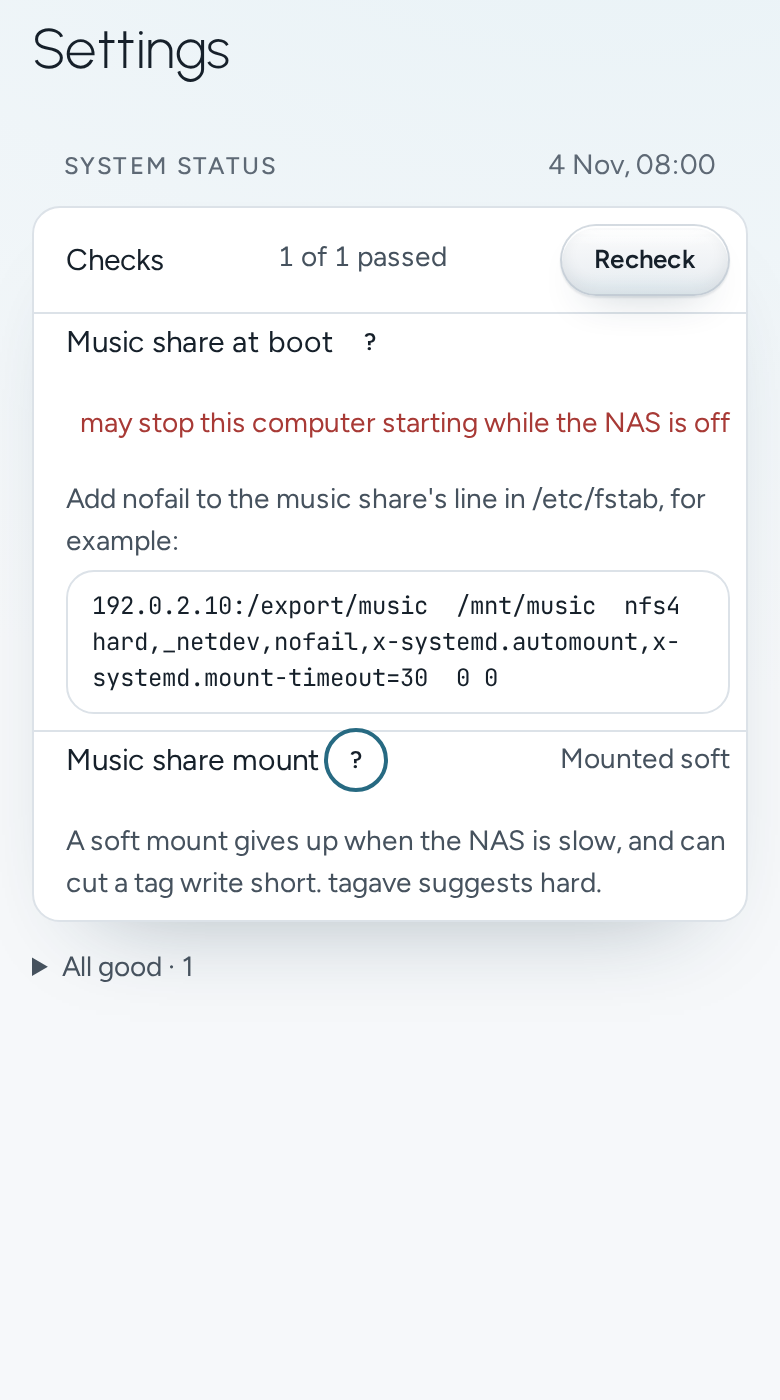 Settings
SYSTEM STATUS 4 Nov, 08:00
Checks 1 of 1 passed Recheck
Music share at boot ?
may stop this computer starting while the NAS is off
Add nofail to the music share's line in /etc/fstab, for
example:
192.0.2.10:/export/music  /mnt/music  nfs4
hard,_netdev,nofail,x-systemd.automount,x-
systemd.mount-timeout=30  0 0
Music share mount ? Mounted soft
A soft mount gives up when the NAS is slow, and can
cut a tag write short. tagave suggests hard.
▶ All good · 1